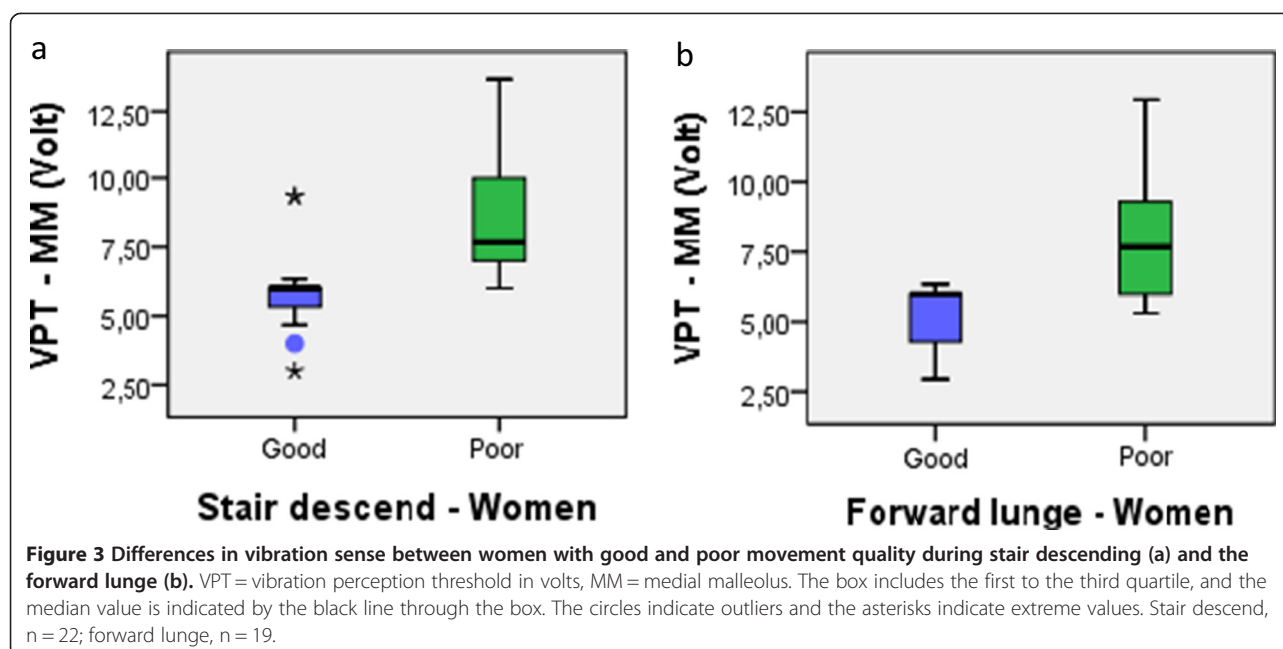 a
VPT - MM (Volt)
12,50
10,00
7,50
5,00
2,50
Good
Poor
Stair descend - Women
b
VPT - MM (Volt)
12,50
10,00
7,50
5,00
2,50
Good
Poor
Forward lunge - Women
Figure 3 Differences in vibration sense between women with good and poor movement quality during stair descending (a) and the
forward lunge (b). VPT = vibration perception threshold in volts, MM = medial malleolus. The box includes the first to the third quartile, and the
median value is indicated by the black line through the box. The circles indicate outliers and the asterisks indicate extreme values. Stair descend,
n = 22; forward lunge, n = 19.